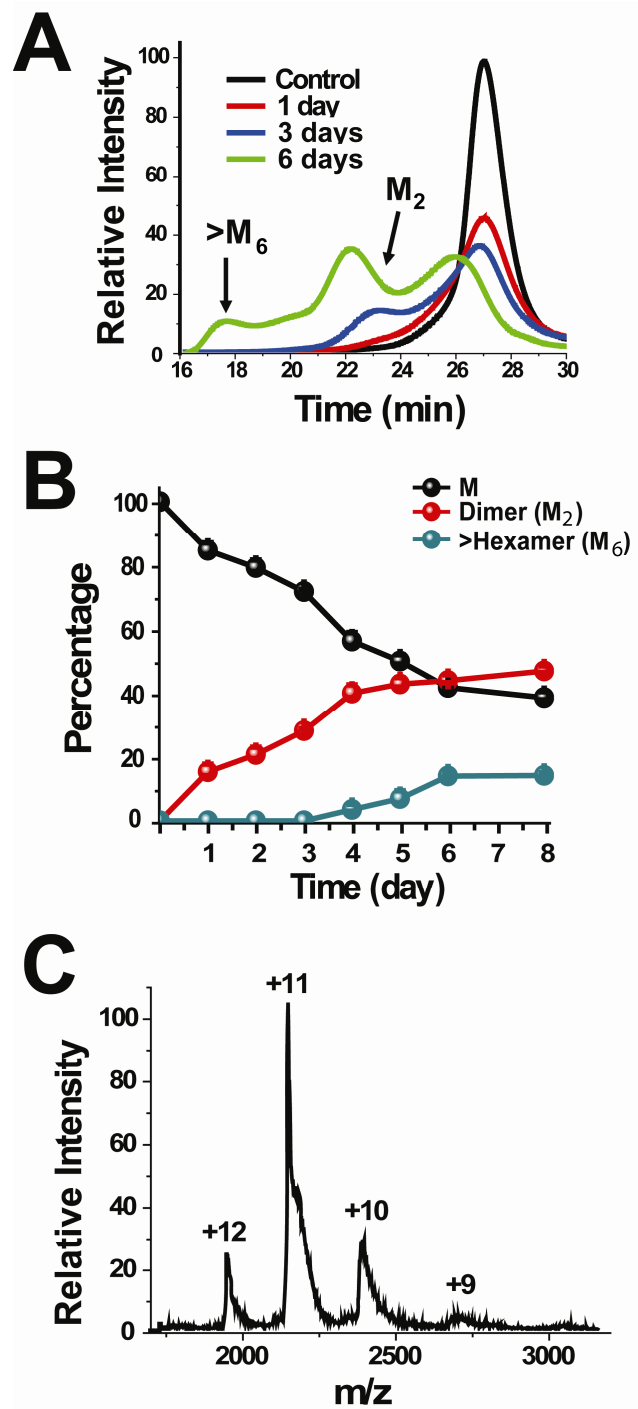 A
Relative Intensity
100
80
60
40
20
0
Control
1 day
3 days
6 days
M2
>M6
16 18 20 22 24 26 28 30
Time (min)
B
Percentage
100
80
60
40
20
0
M
Dimer (M2)
>Hexamer (M6)
1 2 3 4 5 6 7 8
Time (day)
C
Relative Intensity
100
80
60
40
20
0
+11
+12
+10
+9
2000 2500 3000
m/z